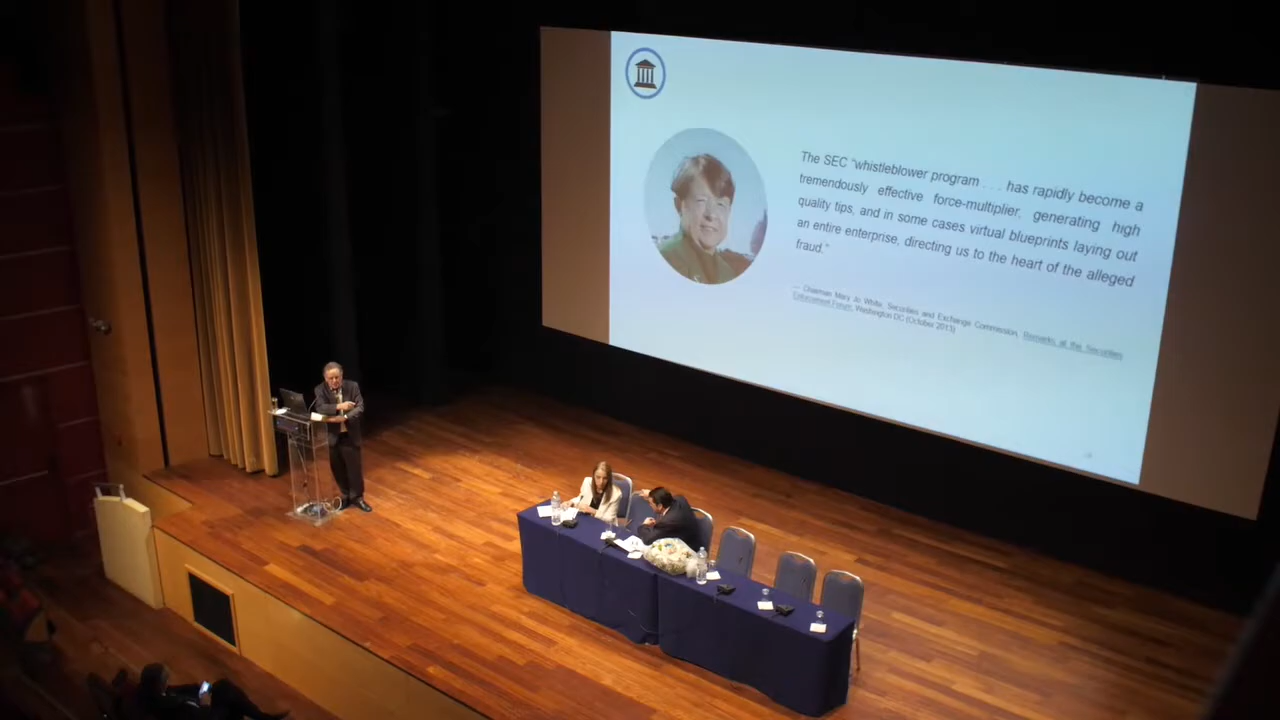 The SEC “whistleblower program . . . has rapidly become a
tremendously effective force-multiplier, generating high
quality tips, and in some cases virtual blueprints laying out
an entire enterprise, directing us to the heart of the alleged
fraud.”
— Chairman Mary Jo White, Securities and Exchange Commission, Remarks at the Securities
Enforcement Forum, Washington DC (October 2013)